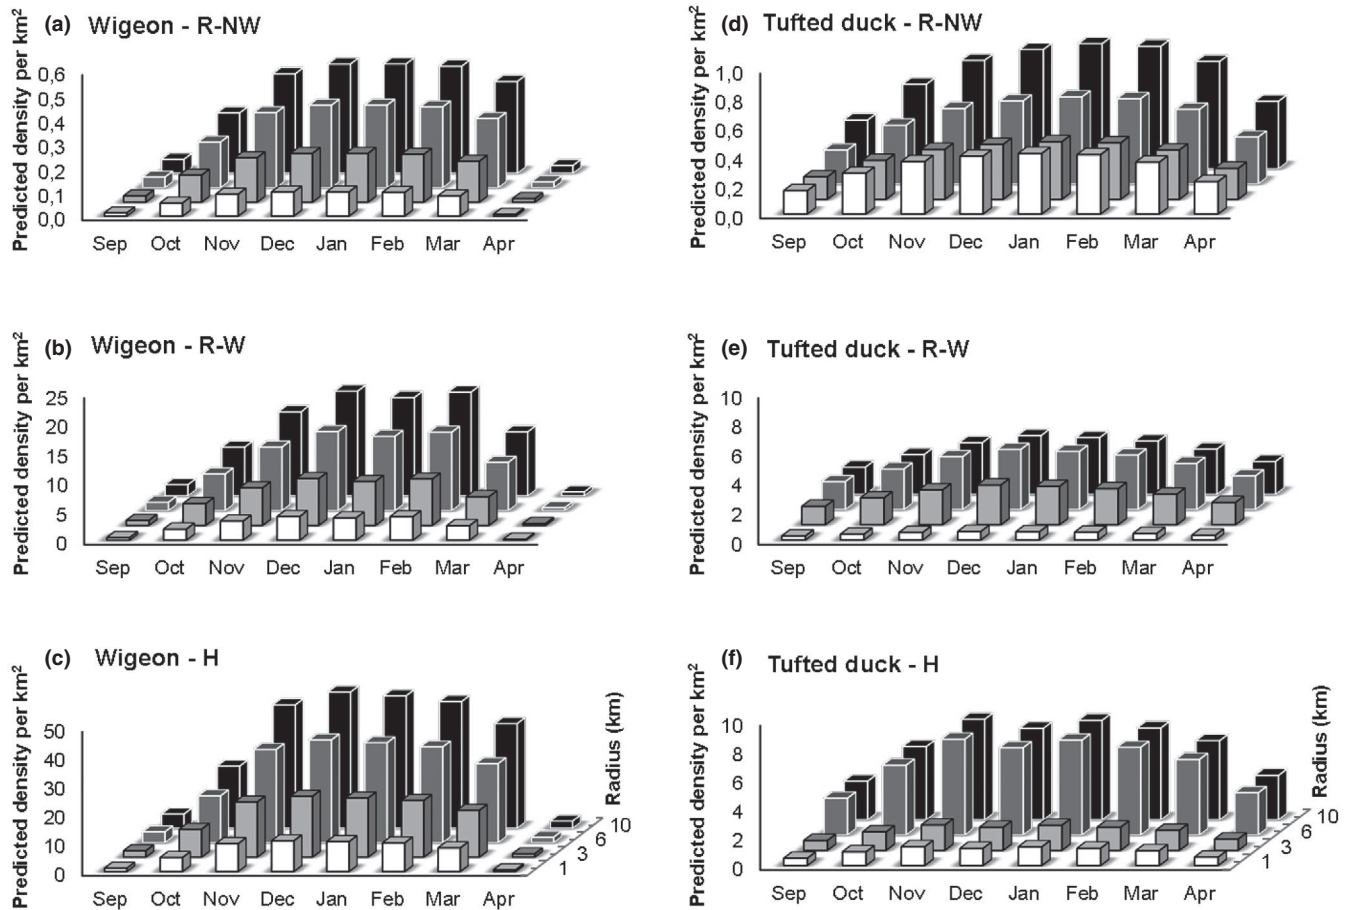 (a) Wigeon - R-NW
Predicted density per km²
0,6
0,5
0,4
0,3
0,2
0,1
0,0
Sep Oct Nov Dec Jan Feb Mar Apr
(d) Tufted duck - R-NW
Predicted density per km²
1,0
0,8
0,6
0,4
0,2
0,0
Sep Oct Nov Dec Jan Feb Mar Apr
(b) Wigeon - R-W
Predicted density per km²
25
20
15
10
5
0
Sep Oct Nov Dec Jan Feb Mar Apr
(e) Tufted duck - R-W
Predicted density per km²
10
8
6
4
2
0
Sep Oct Nov Dec Jan Feb Mar Apr
(c) Wigeon - H
Predicted density per km²
50
40
30
20
10
0
Sep Oct Nov Dec Jan Feb Mar Apr
1 3 6 10
Radius (km)
(f) Tufted duck - H
Predicted density per km²
10
8
6
4
2
0
Sep Oct Nov Dec Jan Feb Mar Apr
1 3 6 10
Radius (km)